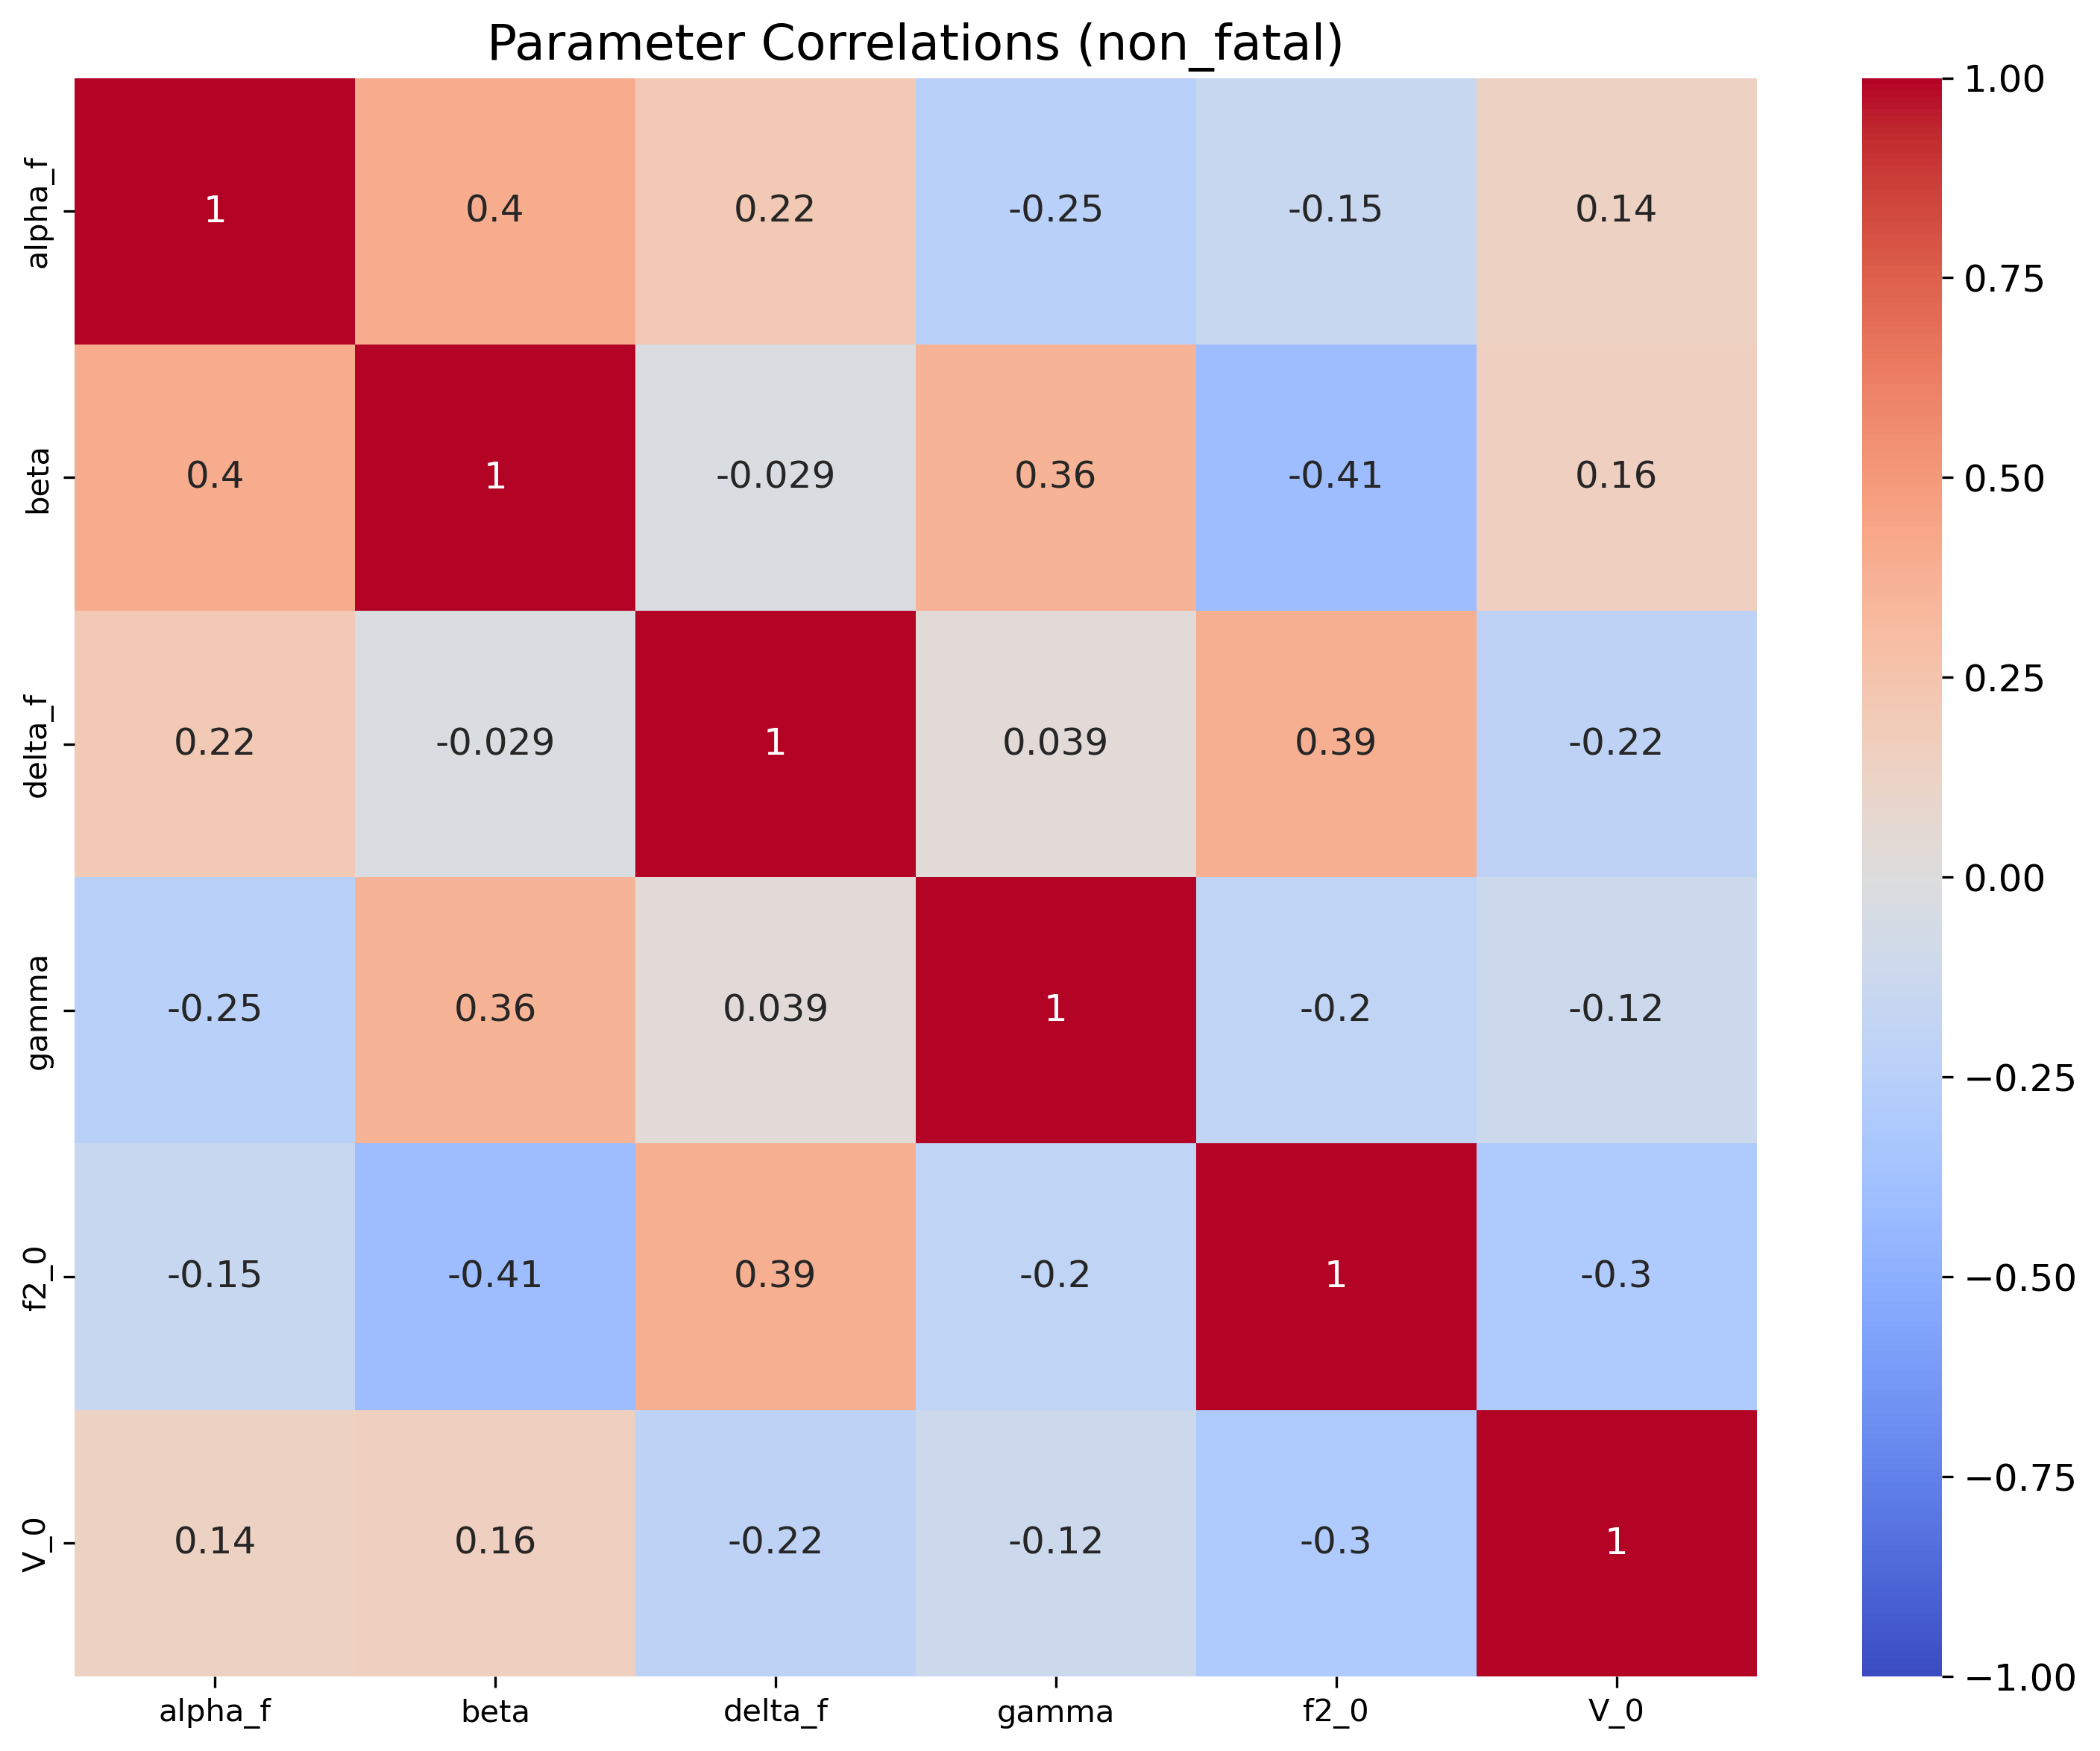 Parameter Correlations (non_fatal)
alpha_f 1 0.4 0.22 -0.25 -0.15 0.14
beta 0.4 1 -0.029 0.36 -0.41 0.16
delta_f 0.22 -0.029 1 0.039 0.39 -0.22
gamma -0.25 0.36 0.039 1 -0.2 -0.12
f2_0 -0.15 -0.41 0.39 -0.2 1 -0.3
V_0 0.14 0.16 -0.22 -0.12 -0.3 1
alpha_f beta delta_f gamma f2_0 V_0
1.00
0.75
0.50
0.25
0.00
−0.25
−0.50
−0.75
−1.00